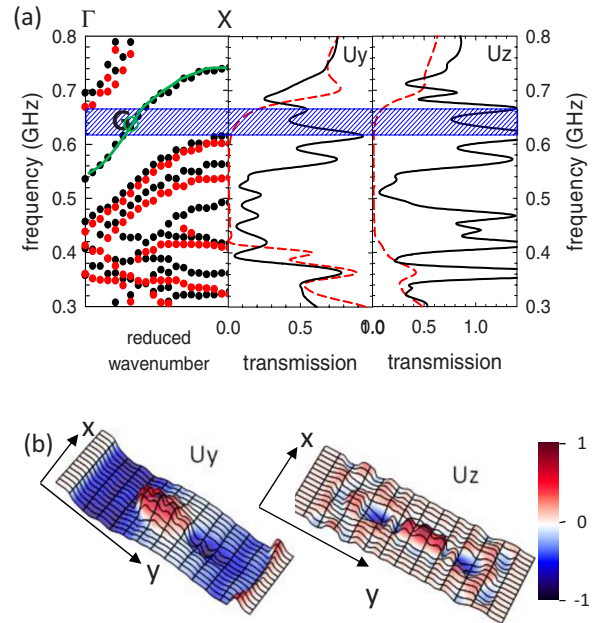 (a)
Γ X
0.8 Uy Uz 0.8
0.7 0.7
G
0.6 0.6
0.5 0.5
0.4 0.4
0.3 0.3
frequency (GHz)
frequency (GHz)
0.0 0.5 0.0 0.5 1.0
reduced
wavenumber
transmission transmission
(b)
x Uy x Uz
y y
1
0
-1